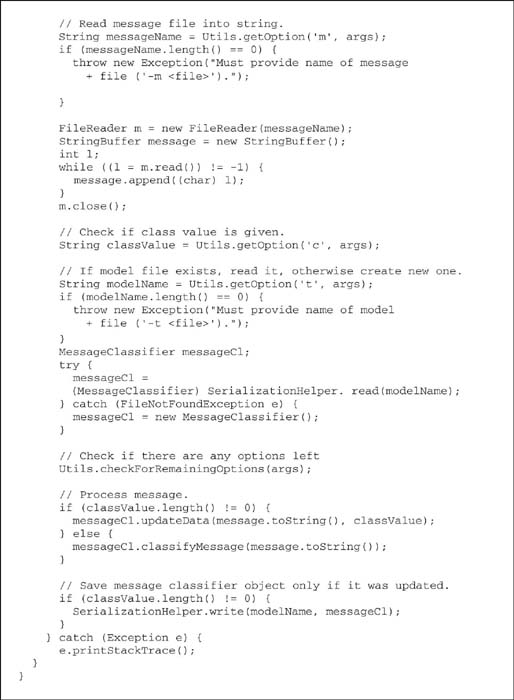 // Read message file into string.
String messageName = Utils.getOption('m', args);
if (messageName.length() == 0) {
throw new Exception("Must provide name of message
+ file ('-m <file>').");
}
FileReader m = new FileReader(messageName);
StringBuffer message = new StringBuffer();
int l;
while ((l = m.read()) != -1) {
message.append((char) l);
}
m.close();
// Check if class value is given.
String classValue = Utils.getOption('c', args);
// If model file exists, read it, otherwise create new one.
String modelName = Utils.getOption('t', args);
if (modelName.length() == 0) {
throw new Exception("Must provide name of model
+ file ('-t <file>').");
}
MessageClassifier messageCl;
try {
messageCl =
(MessageClassifier) SerializationHelper. read(modelName);
} catch (FileNotFoundException e) {
messageCl = new MessageClassifier();
}
// Check if there are any options left
Utils.checkForRemainingOptions(args);
// Process message.
if (classValue.length() != 0) {
messageCl.updateData(message.toString(), classValue);
} else {
messageCl.classifyMessage(message.toString());
}
// Save message classifier object only if it was updated.
if (classValue.length() != 0) {
SerializationHelper.write(modelName, messageCl);
}
} catch (Exception e) {
e.printStackTrace();
}
}